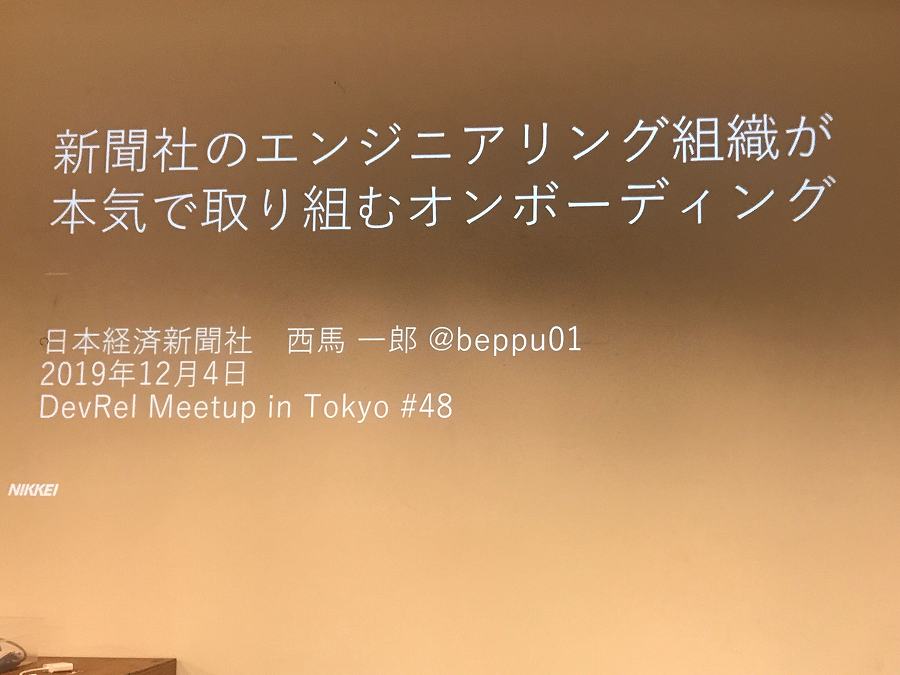 新聞社のエンジニアリング組織が
本気で取り組むオンボーディング
日本経済新聞社　西馬 一郎 @beppu01
2019年12月4日
DevRel Meetup in Tokyo #48
NIKKEI